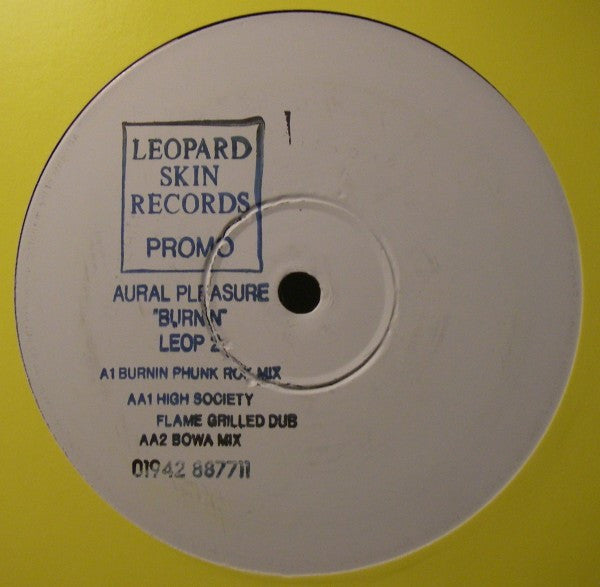 LEOPARD
SKIN
RECORDS
PROMO
AURAL PLEASURE
"BURNIN"
LEOP 2
A1 BURNIN PHUNK ROK MIX
AA1 HIGH SOCIETY
FLAME GRILLED DUB
AA2 BOWA MIX
01942 887711